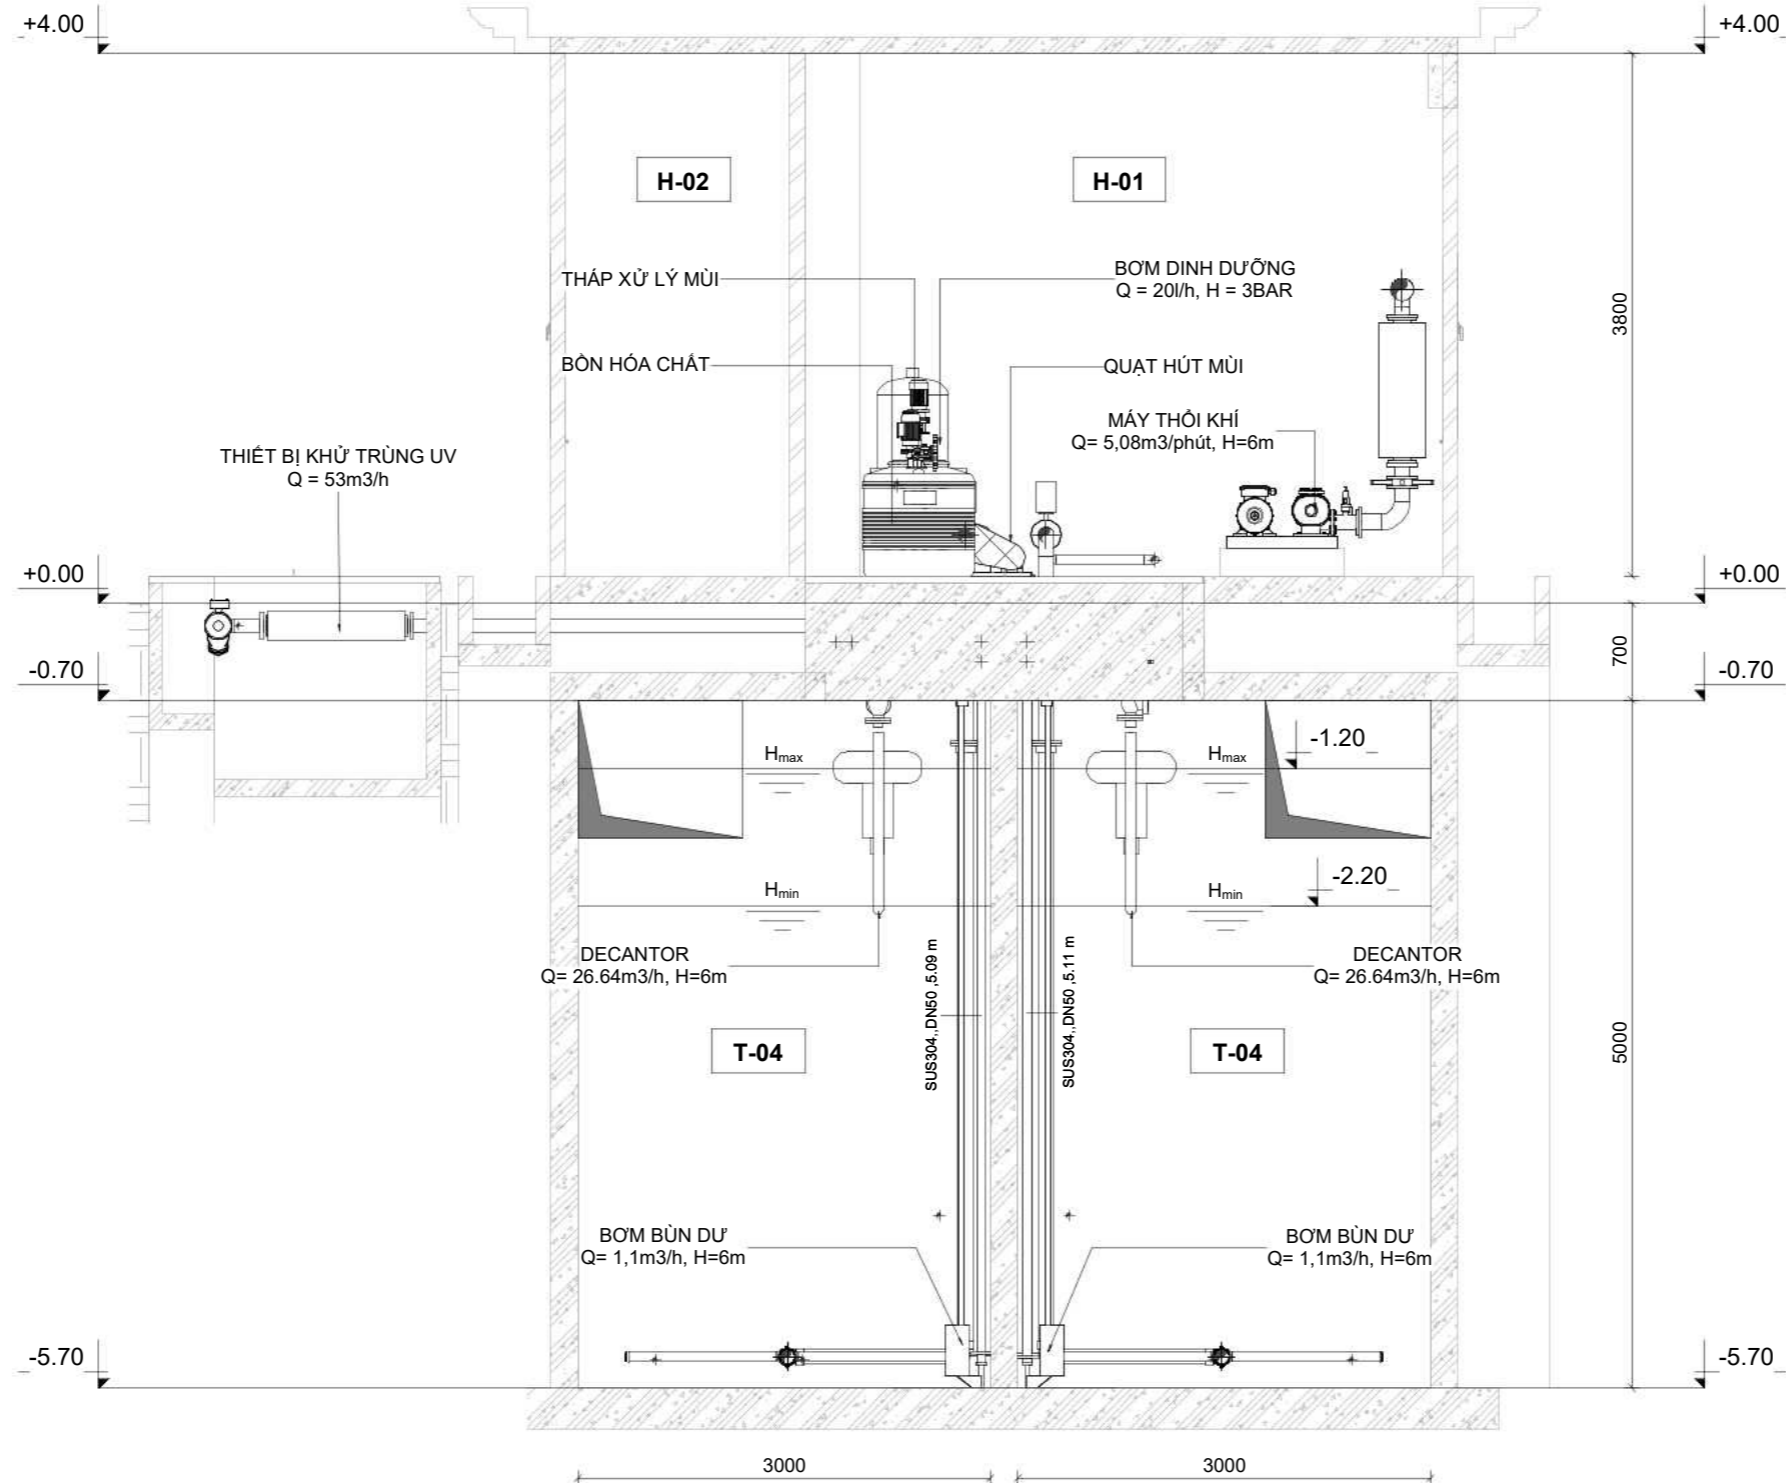 +4.00
+4.00
H-02
H-01
THÁP XỬ LÝ MÙI
BƠM DINH DƯỠNG
Q = 20l/h, H = 3BAR
3800
BỒN HÓA CHẤT
QUẠT HÚT MÙI
MÁY THỔI KHÍ
Q= 5,08m3/phút, H=6m
THIẾT BỊ KHỬ TRÙNG UV
Q = 53m3/h
+0.00
+0.00
700
-0.70
-0.70
Hmax
Hmax
-1.20
Hmin
Hmin
-2.20
DECANTOR
Q= 26.64m3/h, H=6m
SUS304,,DN50 ,5.09 m
SUS304,,DN50 ,5.11 m
DECANTOR
Q= 26.64m3/h, H=6m
T-04
T-04
5000
BƠM BÙN DƯ
Q= 1,1m3/h, H=6m
BƠM BÙN DƯ
Q= 1,1m3/h, H=6m
-5.70
-5.70
3000
3000